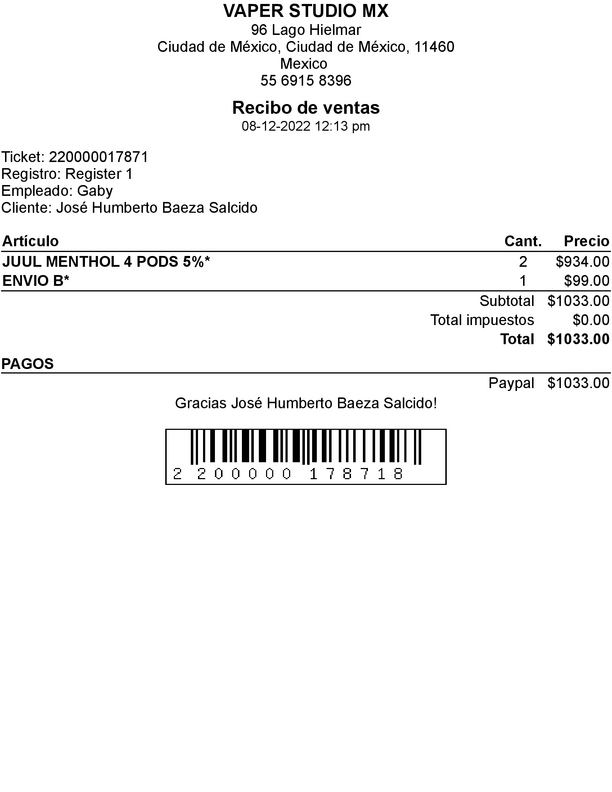 VAPER STUDIO MX
96 Lago Hielmar
Ciudad de México, Ciudad de México, 11460
Mexico
55 6915 8396
Recibo de ventas
08-12-2022 12:13 pm
Ticket: 220000017871
Registro: Register 1
Empleado: Gaby
Cliente: José Humberto Baeza Salcido
Artículo Cant. Precio
JUUL MENTHOL 4 PODS 5%* 2 $934.00
ENVIO B* 1 $99.00
Subtotal $1033.00
Total impuestos $0.00
Total $1033.00
PAGOS
Paypal $1033.00
Gracias José Humberto Baeza Salcido!
2 200000 178718